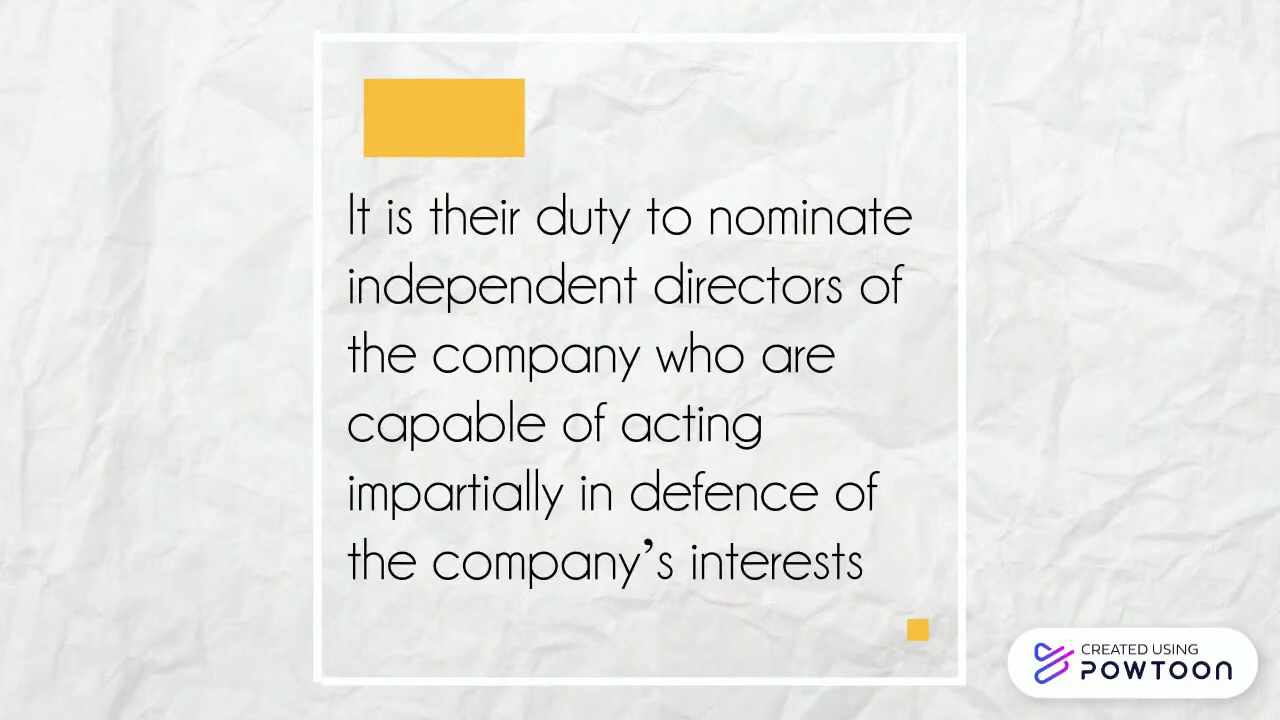 It is their duty to nominate
independent directors of
the company who are
capable of acting
impartially in defence of
the company’s interests
CREATED USING
POWTOON